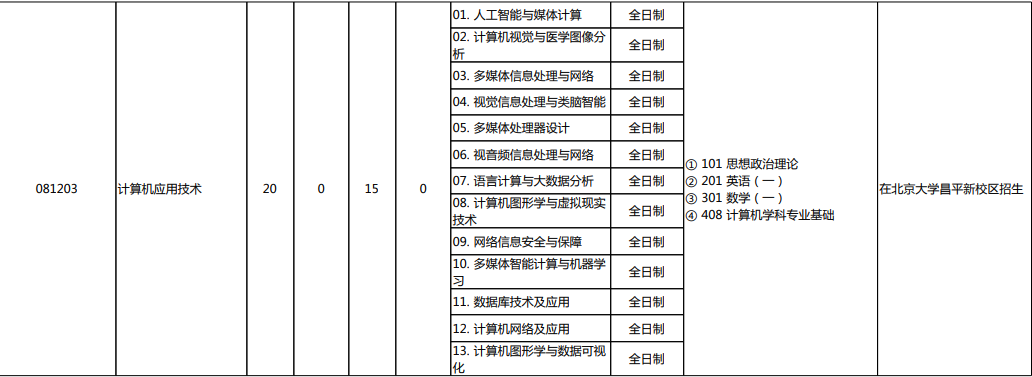 081203
计算机应用技术
20
0
15
0
01. 人工智能与媒体计算
全日制
02. 计算机视觉与医学图像分
析
全日制
03. 多媒体信息处理与网络
全日制
04. 视觉信息处理与类脑智能
全日制
05. 多媒体处理器设计
全日制
06. 视音频信息处理与网络
全日制
07. 语言计算与大数据分析
全日制
08. 计算机图形学与虚拟现实
技术
全日制
09. 网络信息安全与保障
全日制
10. 多媒体智能计算与机器学
习
全日制
11. 数据库技术及应用
全日制
12. 计算机网络及应用
全日制
13. 计算机图形学与数据可视
化
全日制
① 101 思想政治理论
② 201 英语（一）
③ 301 数学（一）
④ 408 计算机学科专业基础
在北京大学昌平新校区招生